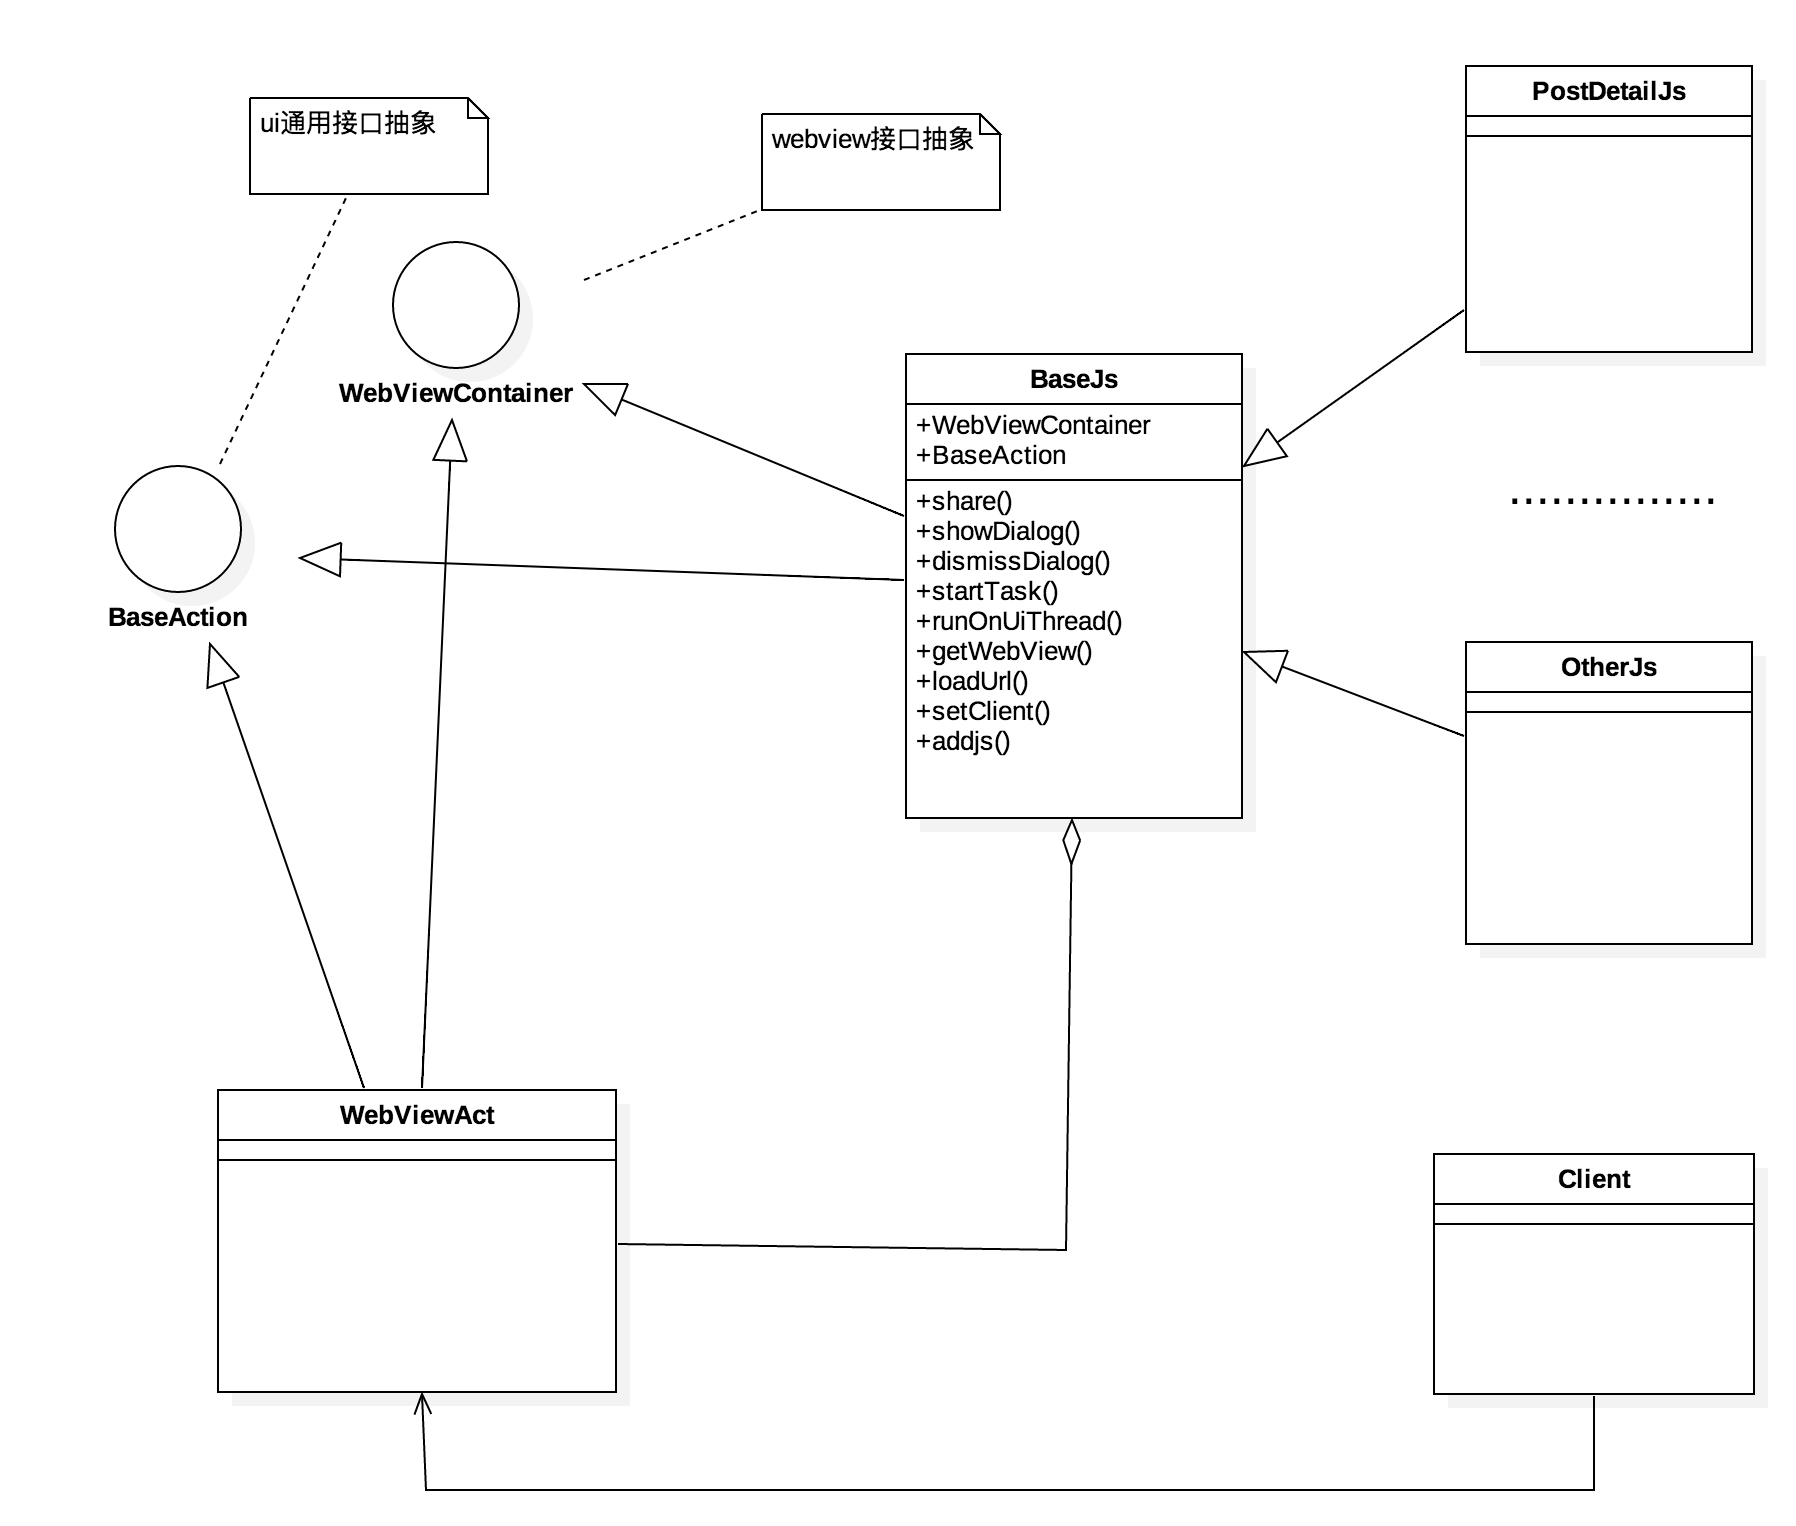 PostDetailJs
ui通用接口抽象
webview接口抽象
WebViewContainer
BaseJs
+WebViewContainer
+BaseAction
+share()
+showDialog()
+dismissDialog()
+startTask()
+runOnUiThread()
+getWebView()
+loadUrl()
+setClient()
+addjs()
...............
BaseAction
OtherJs
WebViewAct
Client